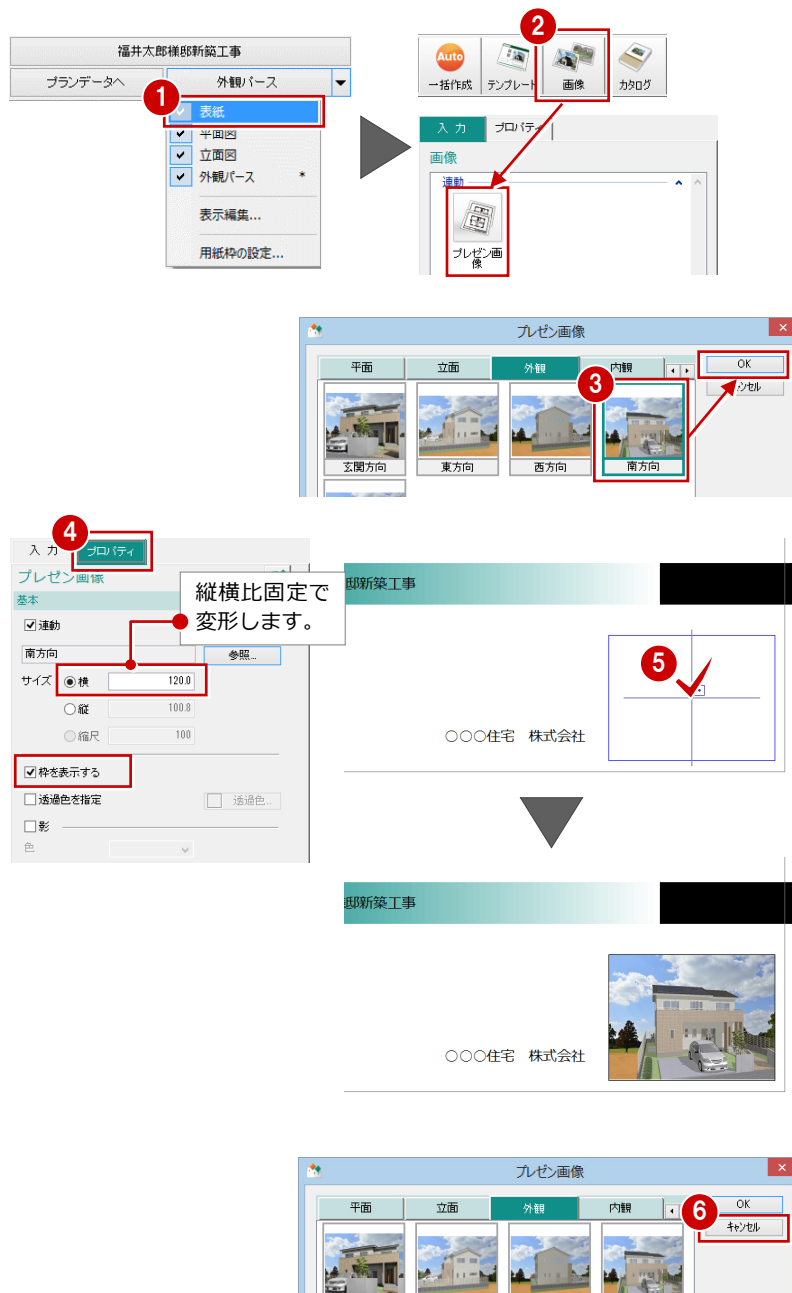 福井太郎様邸新築工事
プランデータへ
外観パース
1
表紙
平面図
立面図
外観パース *
表示編集...
用紙枠の設定...
2
Auto
一括作成
テンプレート
画像
カタログ
入 力
プロパティ
画像
連動
プレゼン画
像
プレゼン画像
平面
立面
外観
内観
OK
3
玄関方向
東方向
西方向
南方向
4
入 力
プロパティ
プレゼン画像
基本
縦横比固定で
変形します。
連動
南方向
参照...
サイズ
横
120.0
縦
100.8
縮尺
100
枠を表示する
透過色を指定
透過色...
影
色
邸新築工事
5
○○○住宅 株式会社
邸新築工事
○○○住宅 株式会社
プレゼン画像
平面
立面
外観
内観
6
OK
キャンセル